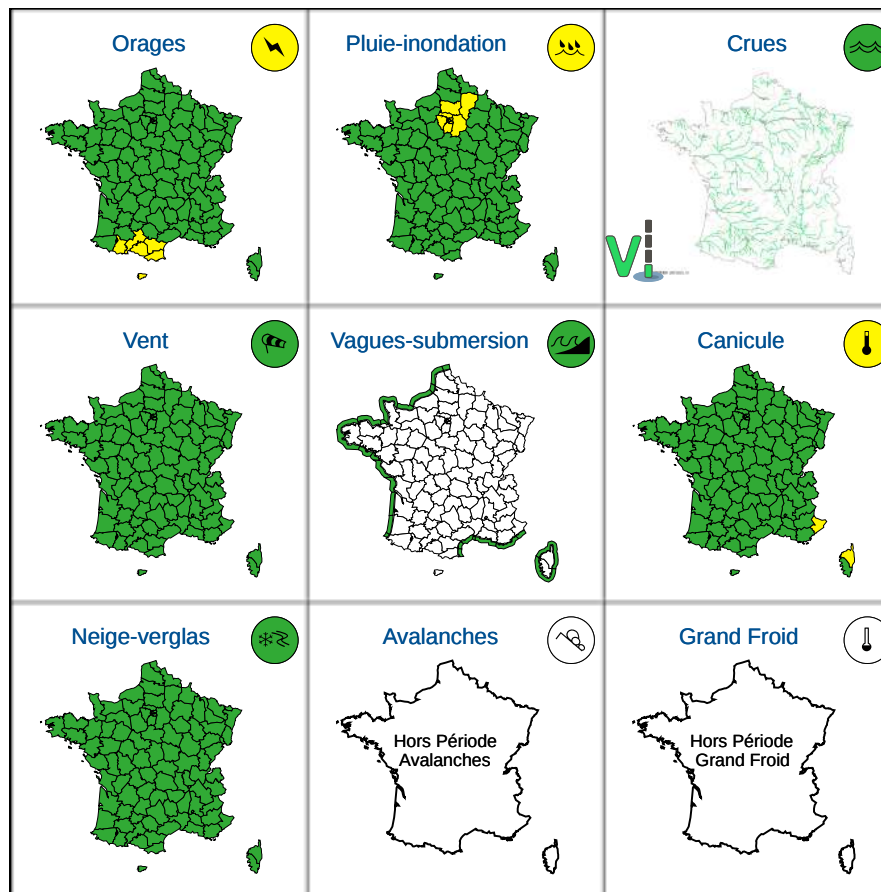 Orages
Pluie-inondation
Crues
Vi
Vent
Vagues-submersion
Canicule
Neige-verglas
Avalanches
Grand Froid
Hors Période
Avalanches
Hors Période
Grand Froid